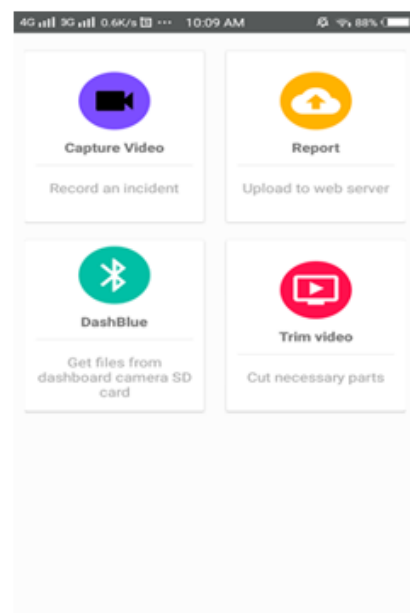 4G 3G 0.6K/s ··· 10:09 AM 88%
Capture Video
Record an incident
Report
Upload to web server
DashBlue
Get files from
dashboard camera SD
card
Trim video
Cut necessary parts